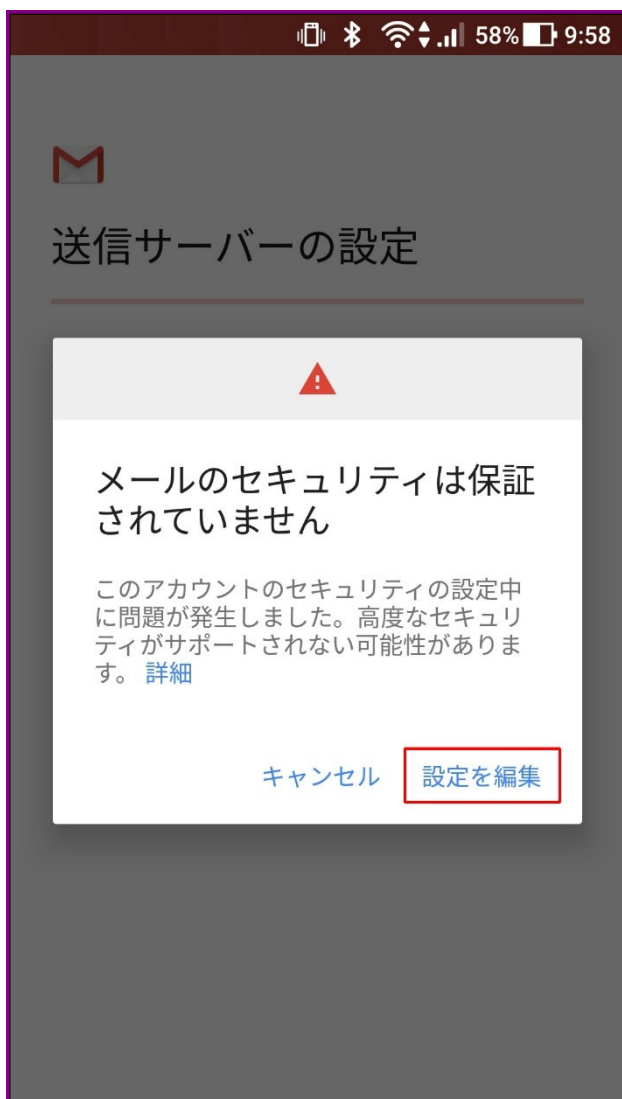 58% 9:58
送信サーバーの設定
メールのセキュリティは保証
されていません
このアカウントのセキュリティの設定中
に問題が発生しました。高度なセキュリ
ティがサポートされない可能性がありま
す。 詳細
キャンセル 設定を編集